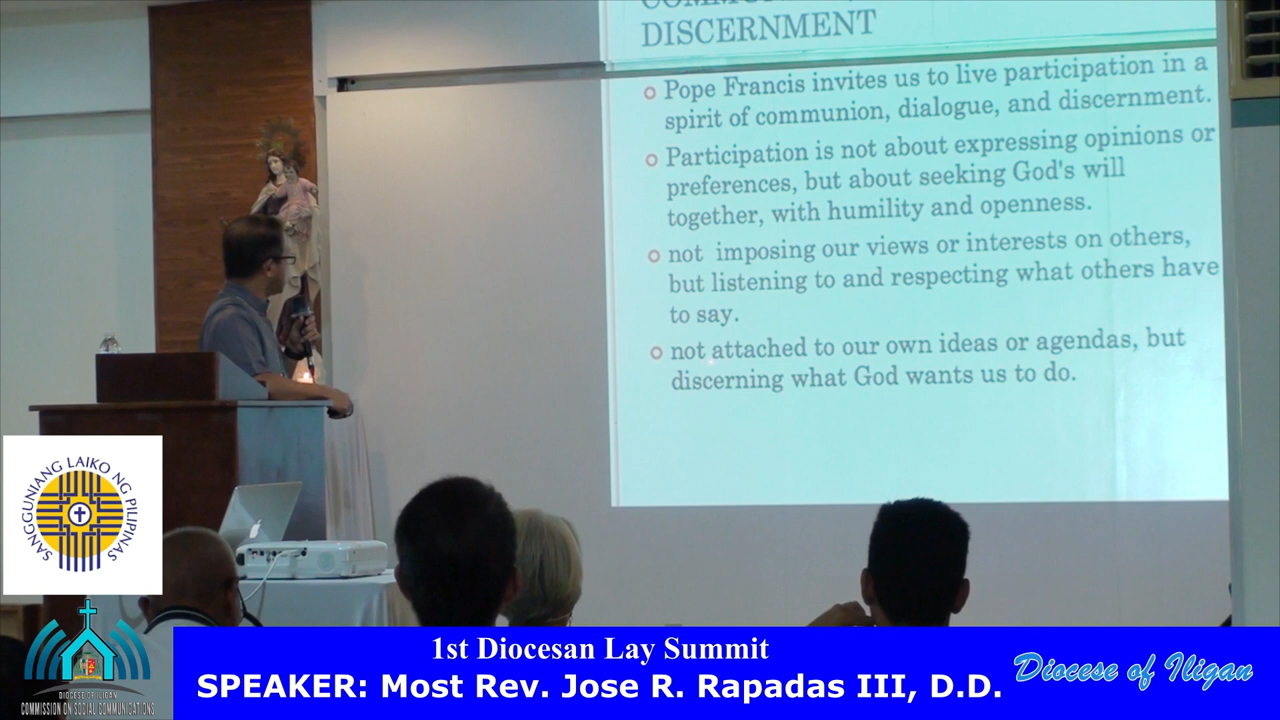 DISCERNMENT
Pope Francis invites us to live participation in a
spirit of communion, dialogue, and discernment.
Participation is not about expressing opinions or
preferences, but about seeking God's will
together, with humility and openness.
not imposing our views or interests on others,
but listening to and respecting what others have
to say.
not attached to our own ideas or agendas, but
discerning what God wants us to do.
SANGGUNIANG LAIKO NG PILIPINAS
DIOCESE OF ILIGAN
COMMISSION ON SOCIAL COMMUNICATIONS
1st Diocesan Lay Summit
SPEAKER: Most Rev. Jose R. Rapadas III, D.D.
Diocese of Iligan